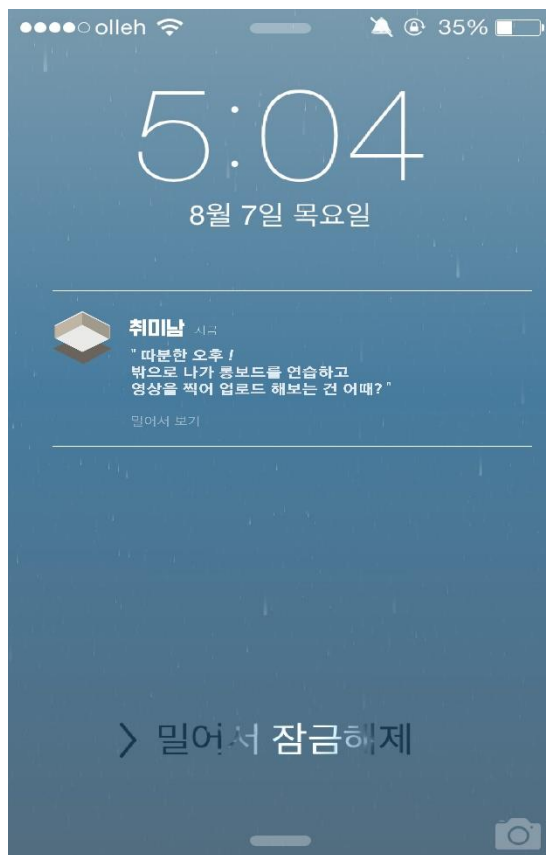 olleh 35%
5:04
8월 7일 목요일
취미남 지금
" 따분한 오후 !
밖으로 나가 롱보드를 연습하고
영상을 찍어 업로드 해보는 건 어때? "
밀어서 보기
> 밀어서 잠금해제